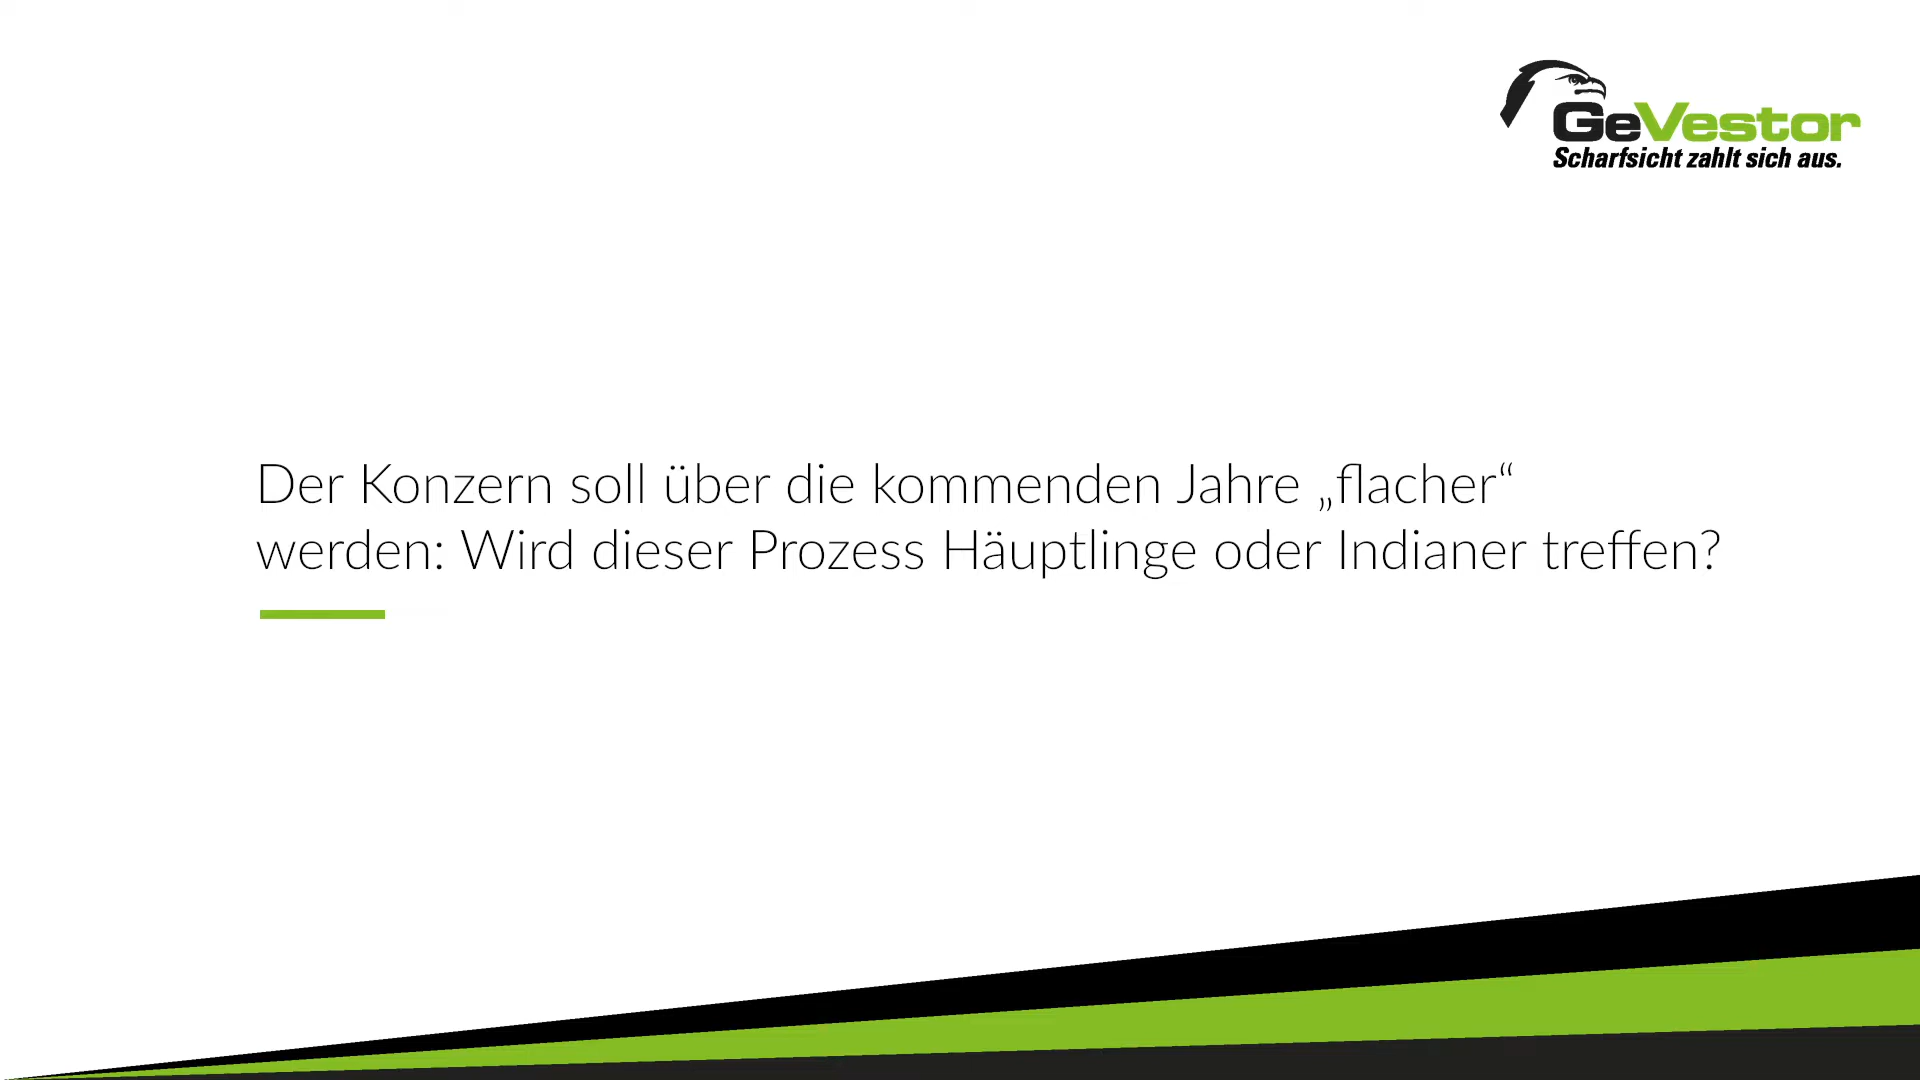 GeVestor
Scharfsicht zahlt sich aus.
Der Konzern soll über die kommenden Jahre „flacher“
werden: Wird dieser Prozess Häuptlinge oder Indianer treffen?